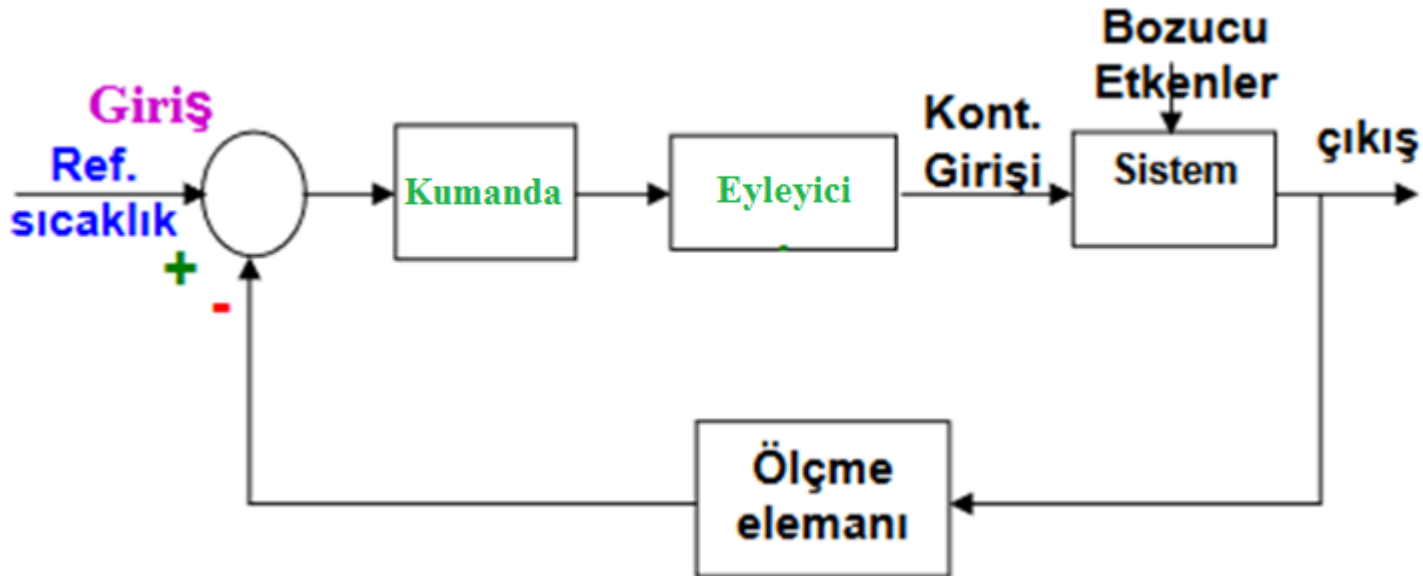 Bozucu
Etkenler
Giriş
Ref.
sıcaklık
+
-
Kumanda
Eyleyici
Kont.
Girişi
Sistem
çıkış
Ölçme
elemanı